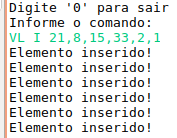 Digite '0' para sair
Informe o comando:
VL I 21,8,15,33,2,1
Elemento inserido!
Elemento inserido!
Elemento inserido!
Elemento inserido!
Elemento inserido!
Elemento inserido!